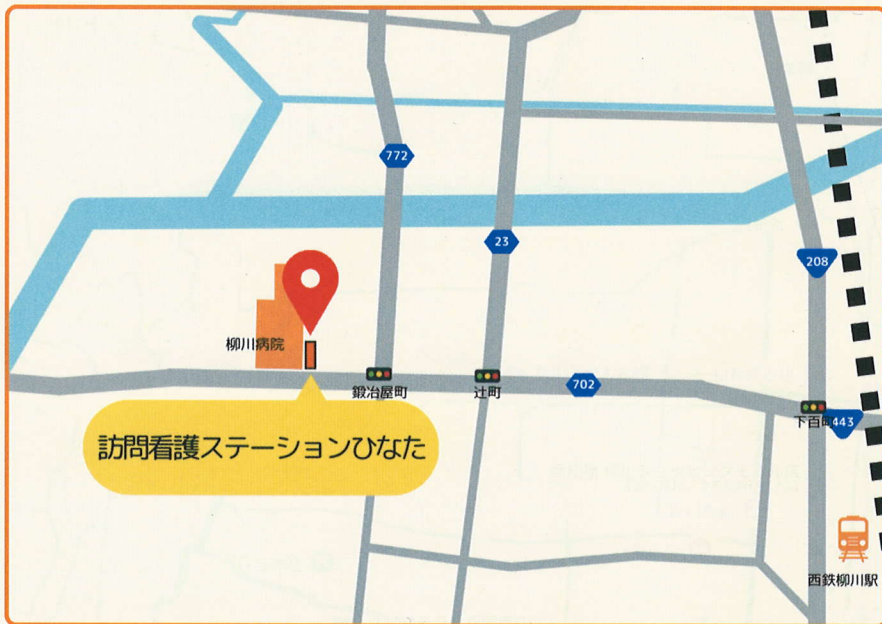 772
23
208
柳川病院
鍛冶屋町
辻町
702
下百町
443
訪問看護ステーションひなた
西鉄柳川駅